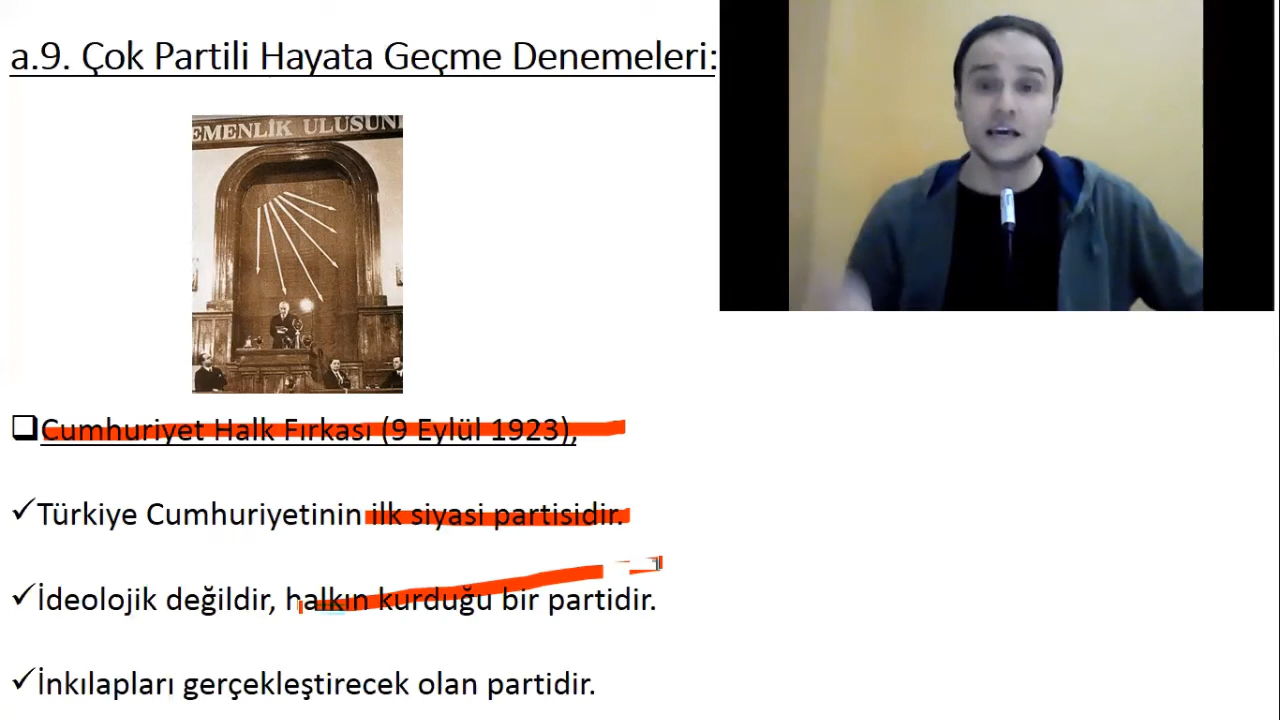 a.9. Çok Partili Hayata Geçme Denemeleri:
EMENLİK ULUSUN
Cumhuriyet Halk Fırkası (9 Eylül 1923),
Türkiye Cumhuriyetinin ilk siyasi partisidir.
İdeolojik değildir, halkın kurduğu bir partidir.
İnkılapları gerçekleştirecek olan partidir.